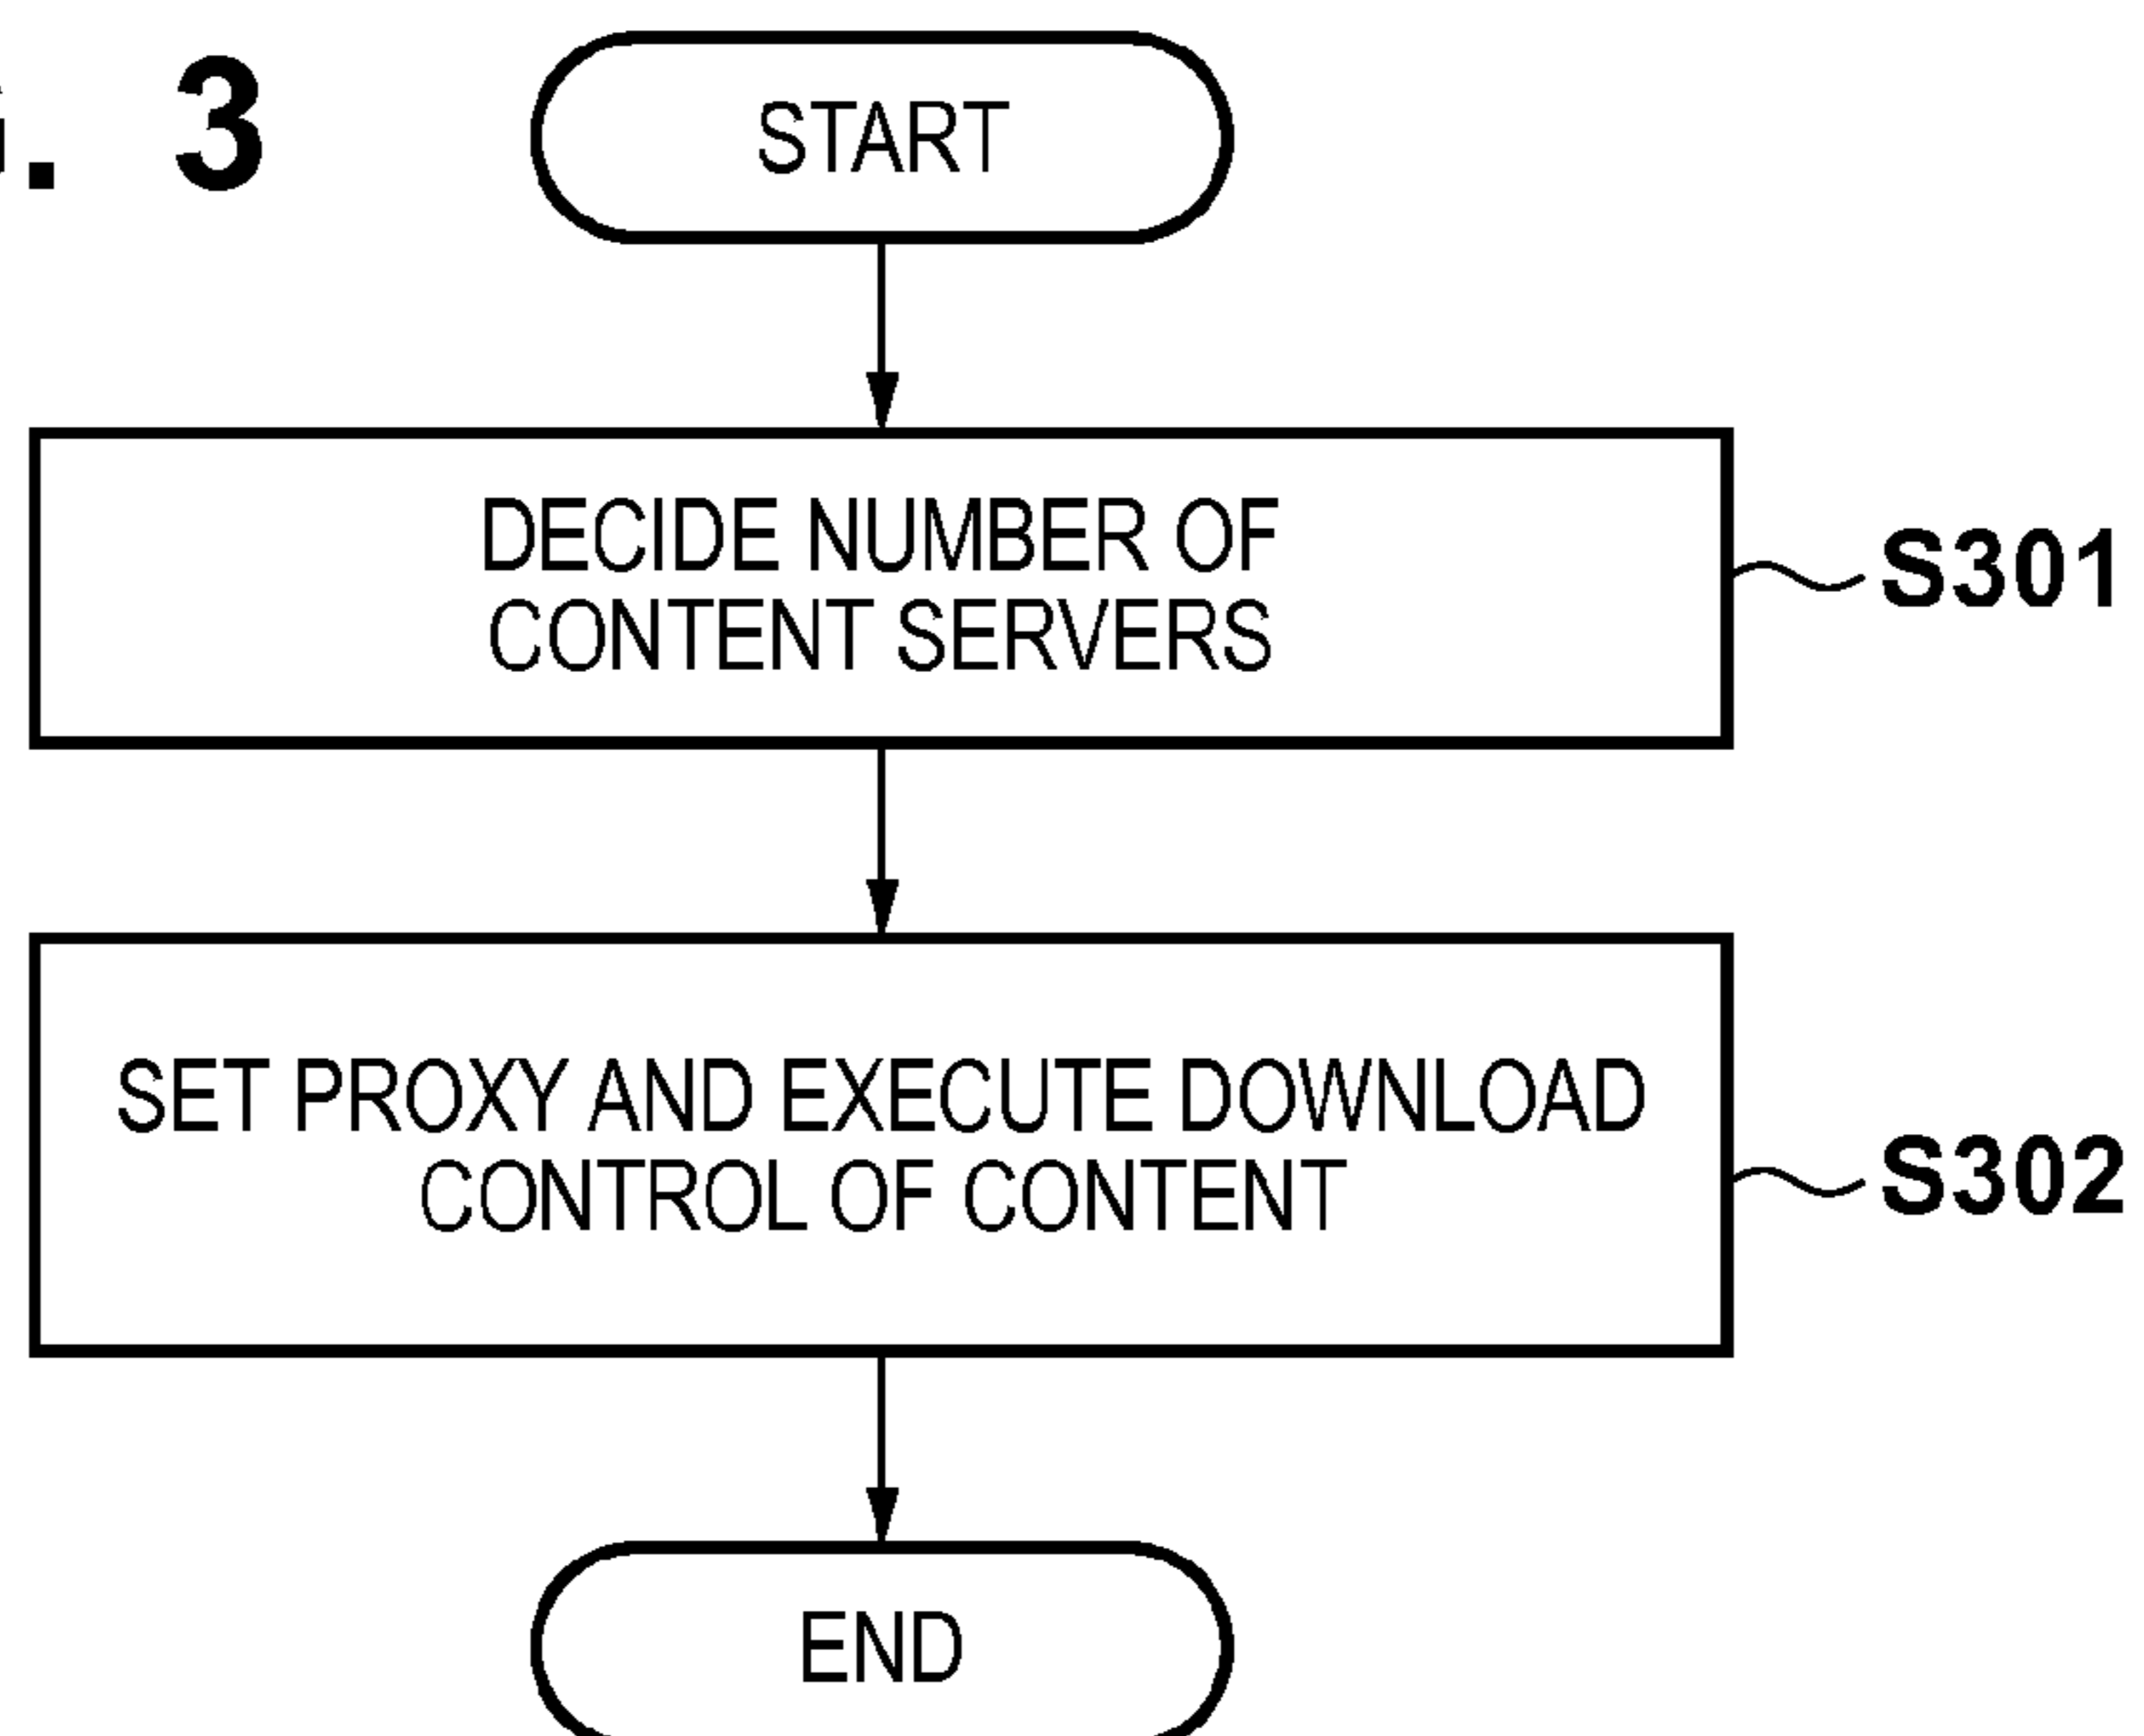 . 3
START
DECIDE NUMBER OF
CONTENT SERVERS
S301
SET PROXY AND EXECUTE DOWNLOAD
CONTROL OF CONTENT
S302
END